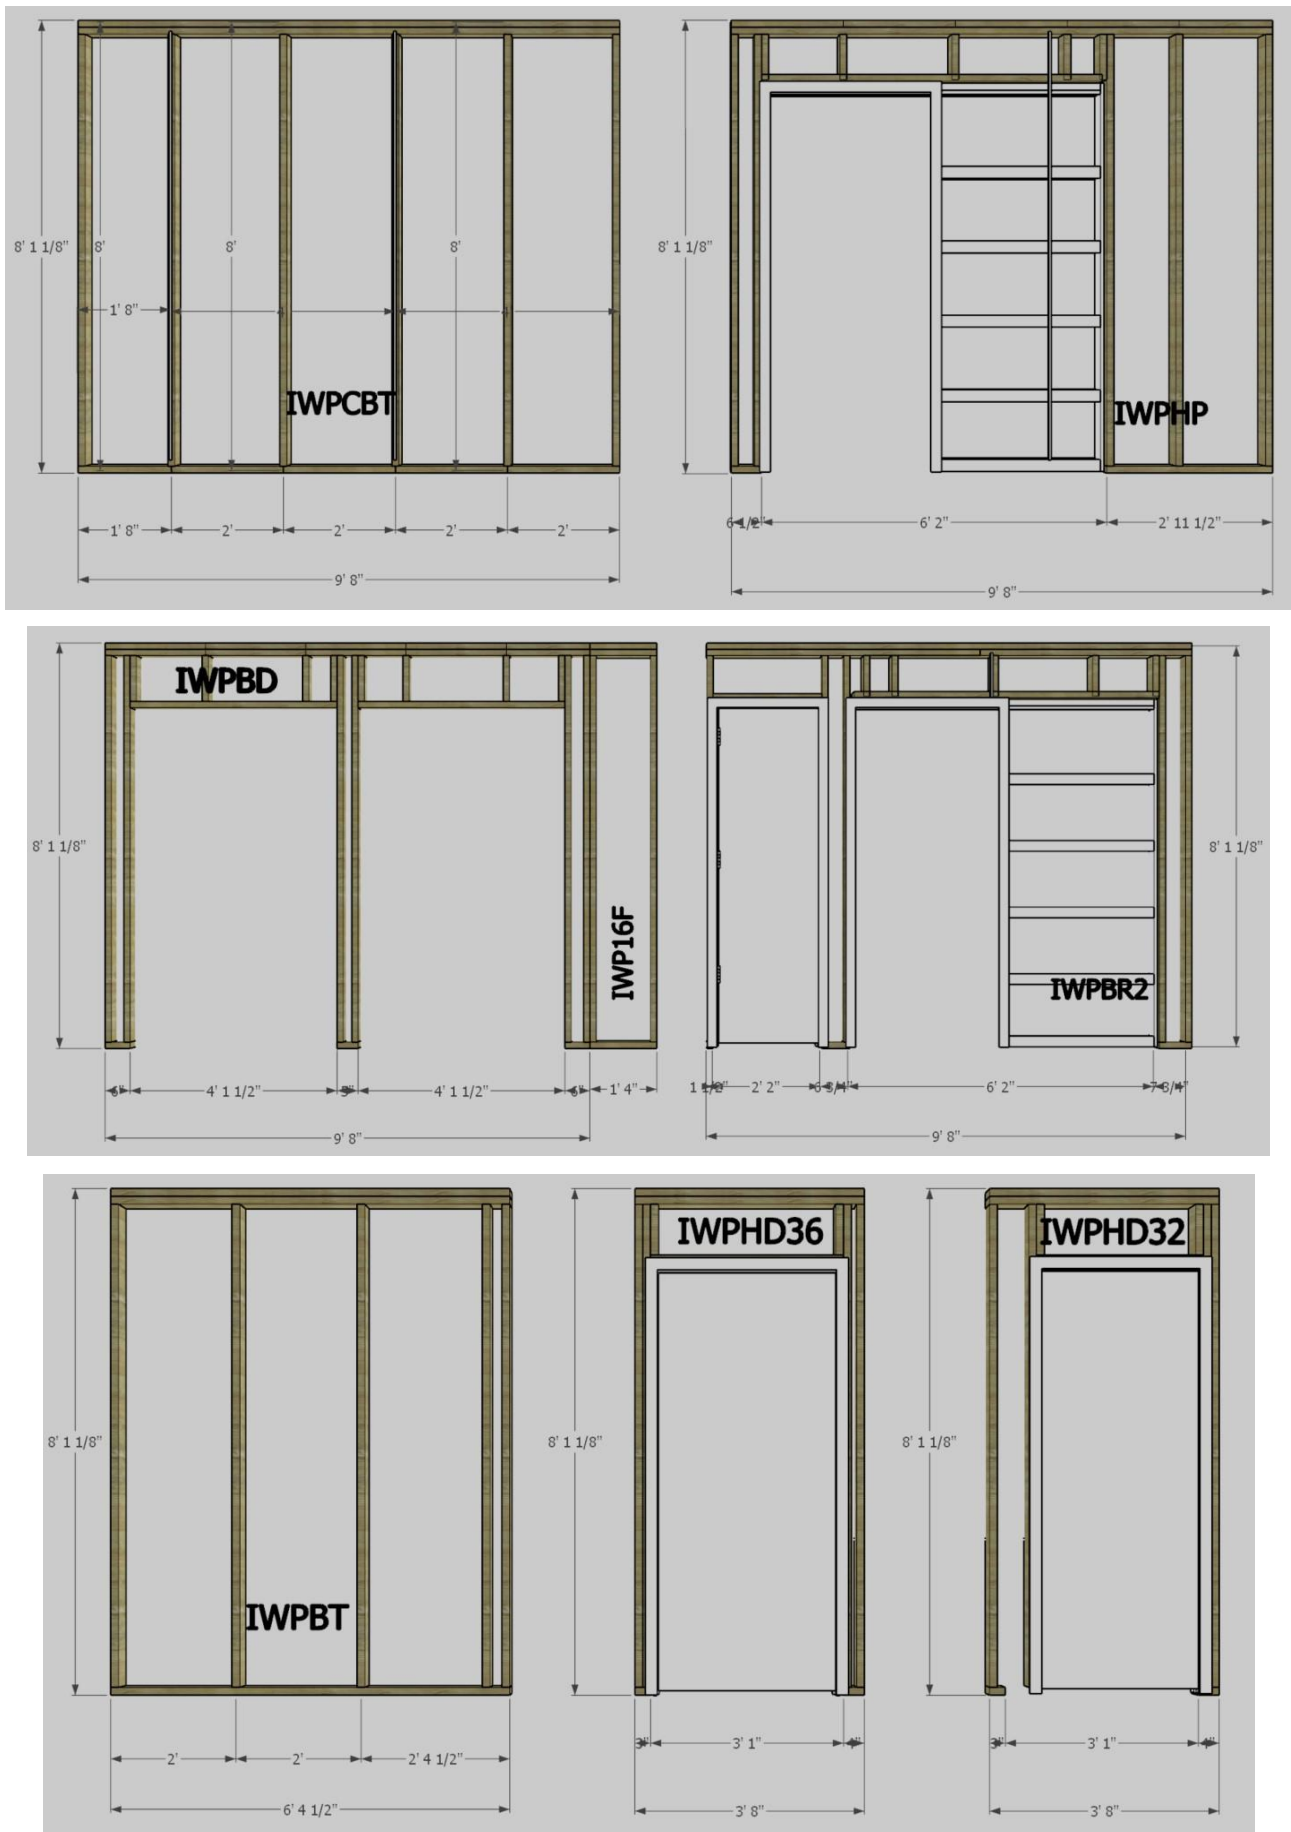 8' 1 1/8"
8'
8'
8'
1' 8"
4
4
IWPCBT
1' 8"
2'
2'
2'
2'
9' 8"
8' 1 1/8"
IWPHP
6 1/2"
6' 2"
2' 11 1/2"
9' 8"
IWPBD
8' 1 1/8"
IWP16F
6"
4' 1 1/2"
5"
4' 1 1/2"
6"
1' 4"
9' 8"
8' 1 1/8"
IWPBR2
1 1/2"
2' 2"
6 3/4"
6' 2"
7 3/4"
9' 8"
8' 1 1/8"
IWPBT
2'
2'
2' 4 1/2"
6' 4 1/2"
IWPHD36
8' 1 1/8"
3"
3' 1"
4"
3' 8"
IWPHD32
8' 1 1/8"
3"
3' 1"
4"
3' 8"